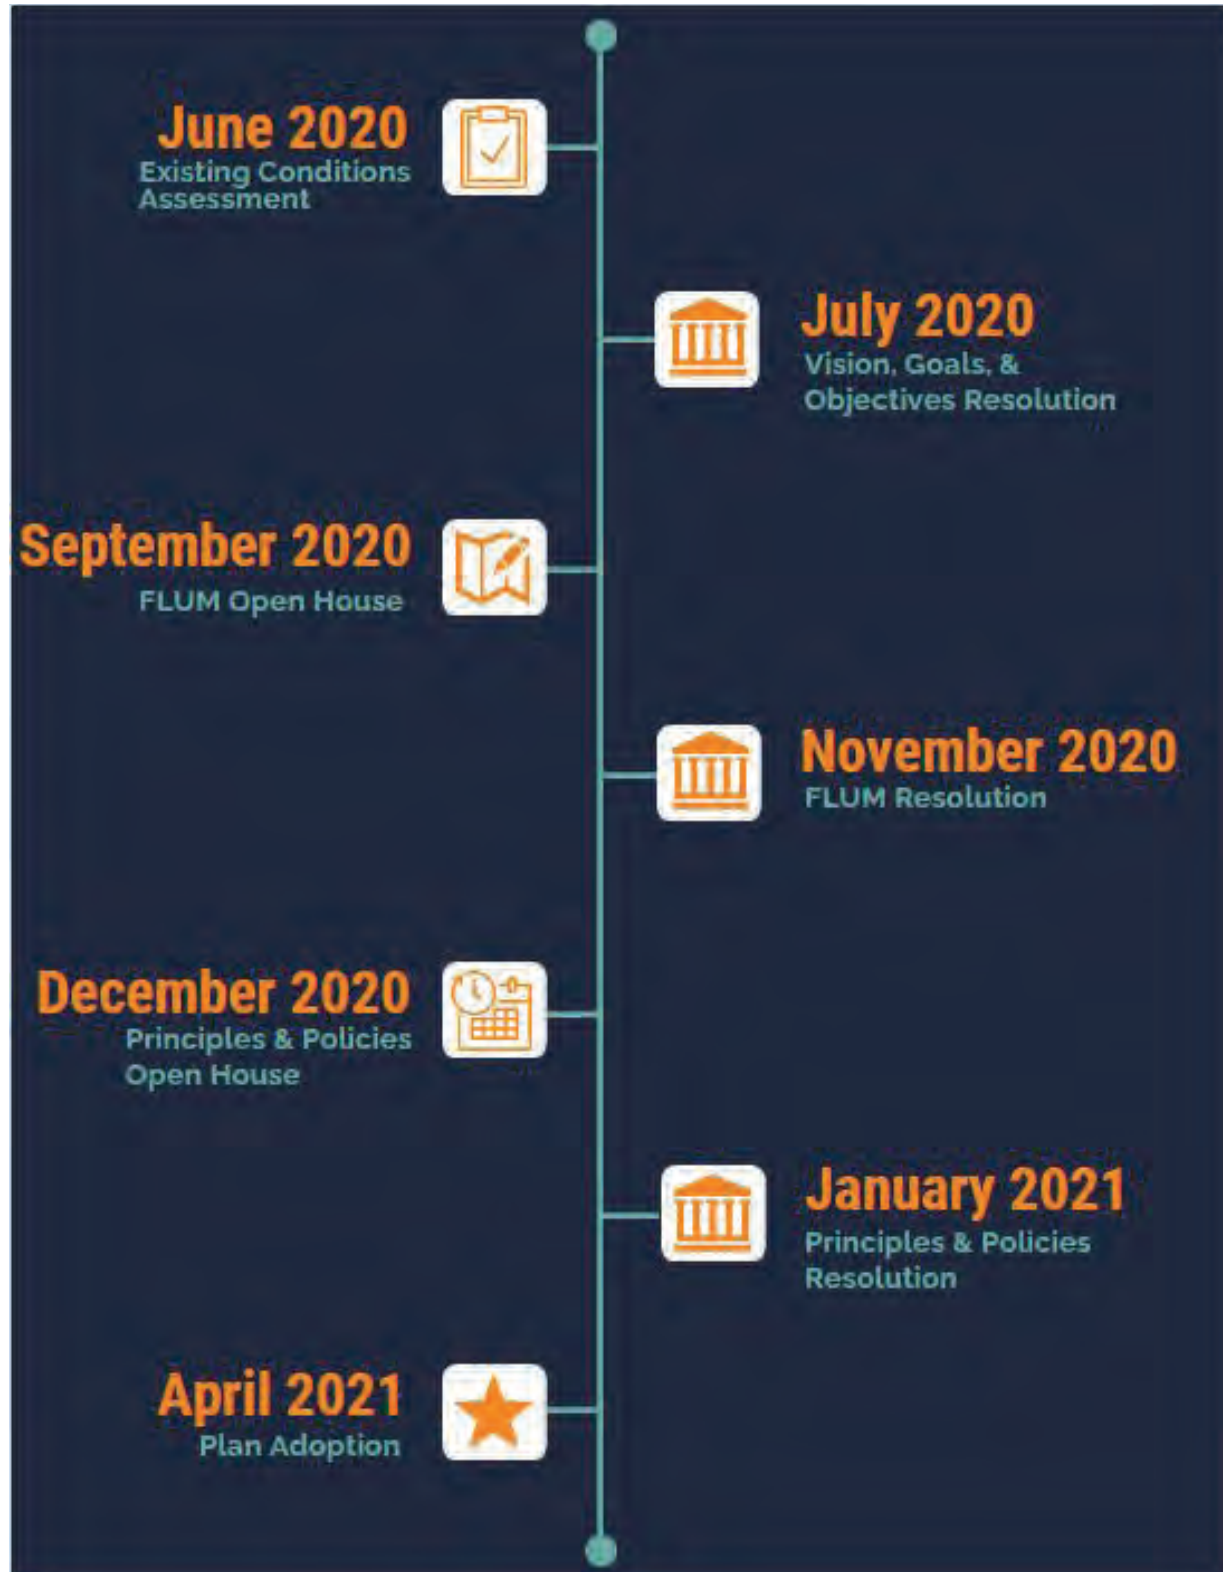 June 2020
Existing Conditions
Assessment
July 2020
Vision, Goals, &
Objectives Resolution
September 2020
FLUM Open House
November 2020
FLUM Resolution
December 2020
Principles & Policies
Open House
January 2021
Principles & Policies
Resolution
April 2021
Plan Adoption